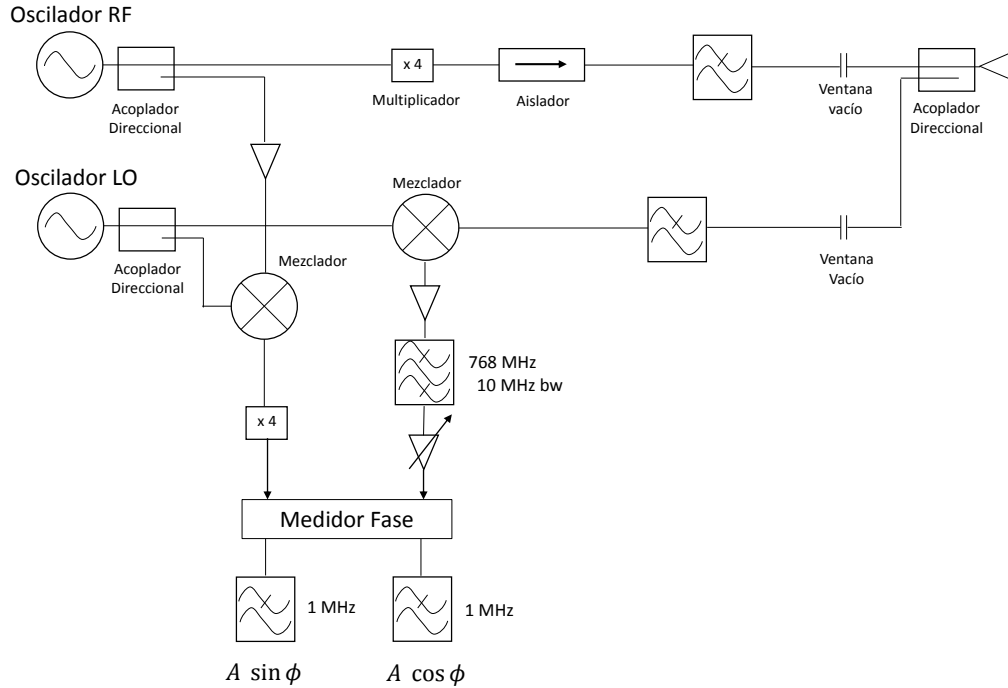 Oscilador RF
x 4
Acoplador
Direccional
Multiplicador
Aislador
Ventana
vacío
Acoplador
Direccional
Oscilador LO
Mezclador
Acoplador
Direccional
Mezclador
Ventana
Vacío
768 MHz
10 MHz bw
x 4
Medidor Fase
1 MHz
1 MHz
A sin ϕ
A cos ϕ